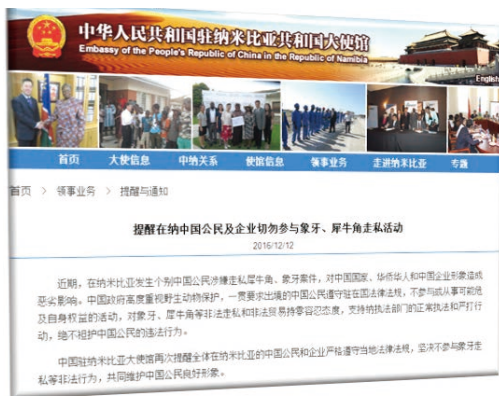 中华人民共和国驻纳米比亚共和国大使馆
Embassy of the People's Republic of China in the Republic of Namibia
English
首页 大使信息 中纳关系 使馆信息 领事业务 走进纳米比亚 专题
首页 > 领事业务 > 提醒与通知
提醒在纳中国公民及企业切勿参与象牙、犀牛角走私活动
2016/12/12
近期，在纳米比亚发生个别中国公民涉嫌走私犀牛角、象牙案件，对中国国家、华侨华人和中国企业形象造成
恶劣影响。中国政府高度重视野生动物保护，一贯要求出境的中国公民遵守驻在国法律法规，不参与或从事可能危
及自身权益的活动，对象牙、犀牛角等非法走私和非法贸易持零容忍态度，支持纳执法部门的正常执法和严打行
动，绝不袒护中国公民的违法行为。
中国驻纳米比亚大使馆再次提醒全体在纳米比亚的中国公民和企业严格遵守当地法律法规，坚决不参与象牙走
私等非法行为，共同维护中国公民良好形象。